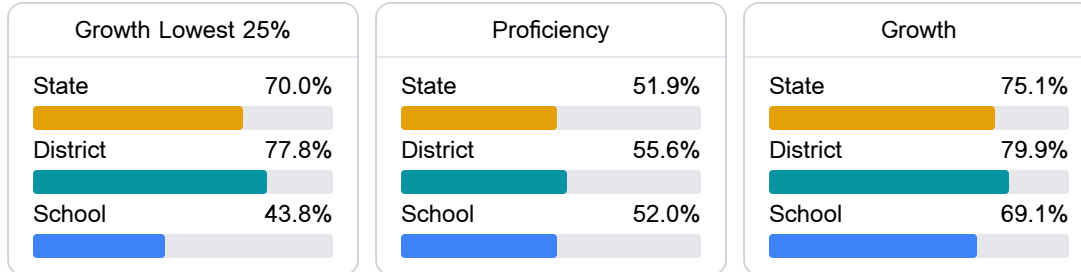 Growth Lowest 25%
State 70.0%
District 77.8%
School 43.8%
Proficiency
State 51.9%
District 55.6%
School 52.0%
Growth
State 75.1%
District 79.9%
School 69.1%